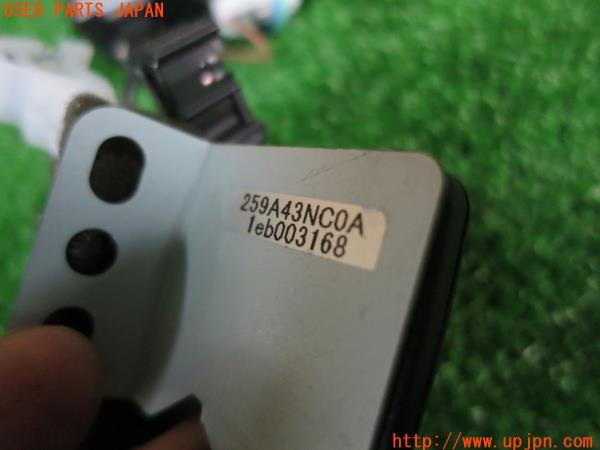 USED PARTS JAPAN
259A43NC0A
1eb003168
http://www.upjpn.com/